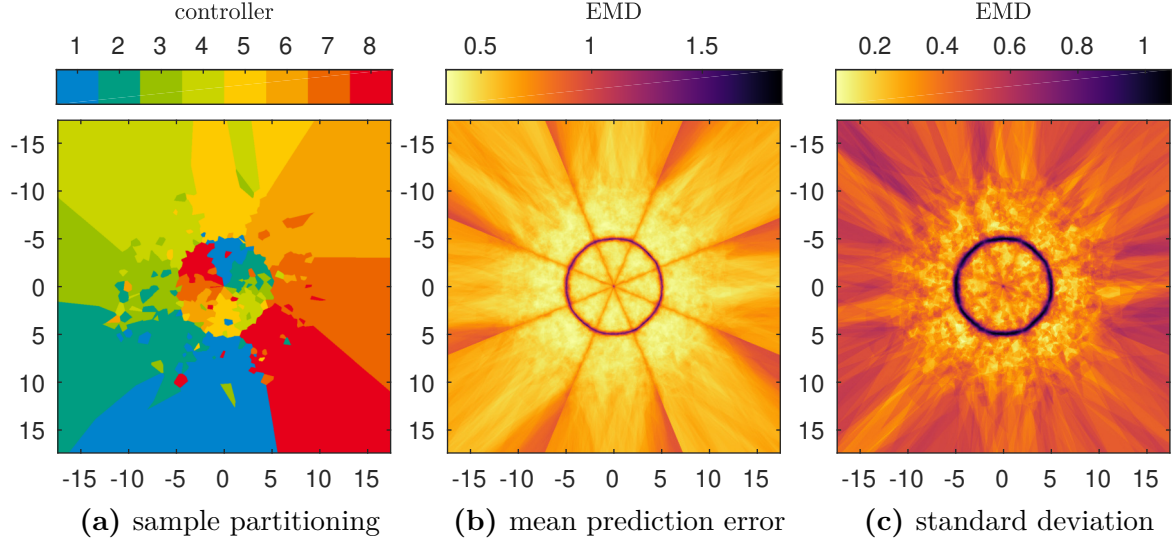 controller
1 2 3 4 5 6 7 8
-15
-10
-5
0
5
10
15
-15 -10 -5 0 5 10 15
(a) sample partitioning
EMD
0.5 1 1.5
-15
-10
-5
0
5
10
15
-15 -10 -5 0 5 10 15
(b) mean prediction error
EMD
0.2 0.4 0.6 0.8 1
-15
-10
-5
0
5
10
15
-15 -10 -5 0 5 10 15
(c) standard deviation